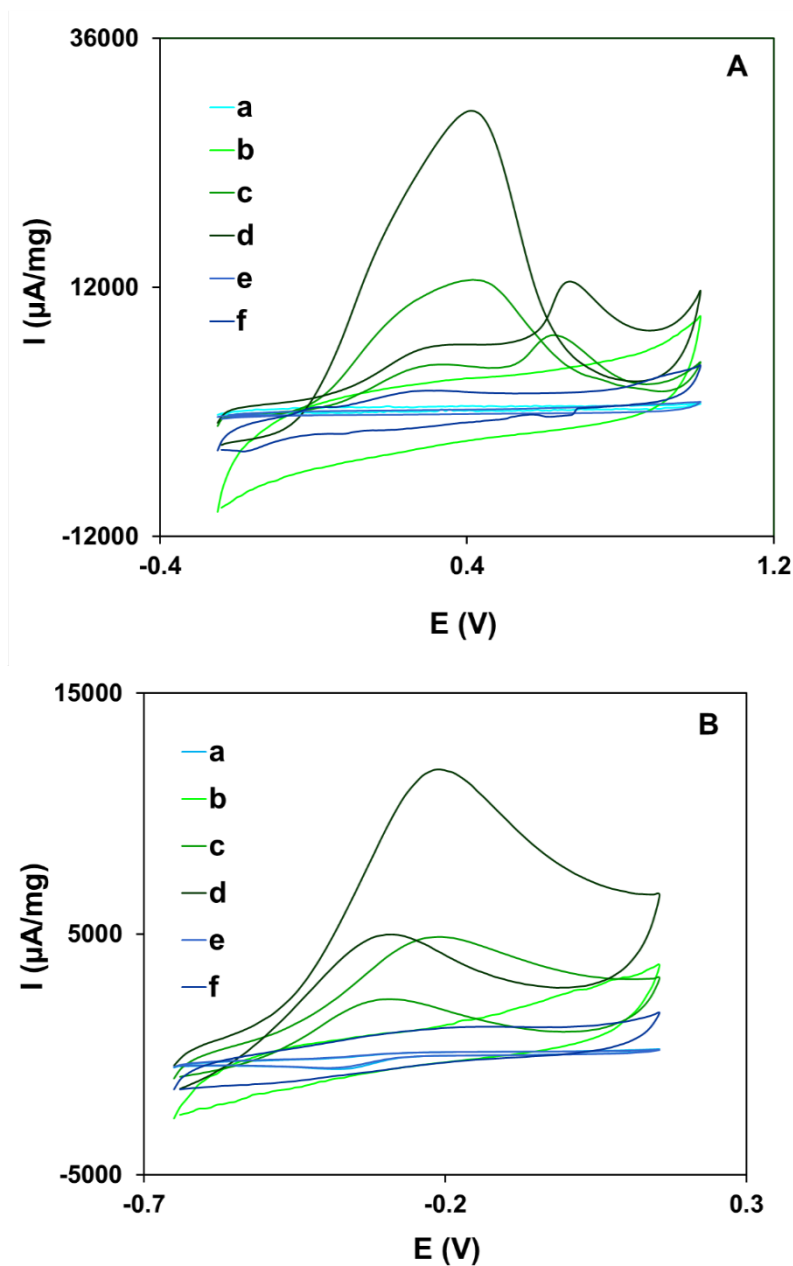 36000
A
a
b
c
d
e
f
12000
-12000
-0.4
0.4
1.2
I (µA/mg)
E (V)
15000
B
a
b
c
d
e
f
5000
-5000
-0.7
-0.2
0.3
I (µA/mg)
E (V)